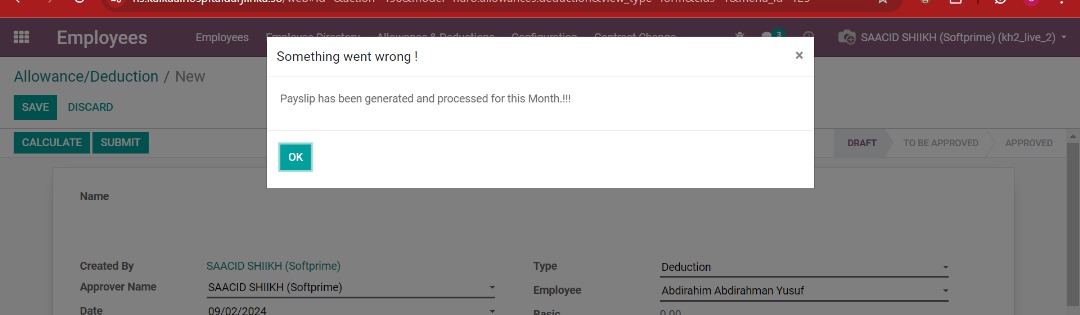 Employees
Employees Employee Directory Allowance & Deductions Configuration Contract Change
3
SAACID SHIIKH (Softprime) (kh2_live_2)
Something went wrong !
×
Allowance/Deduction / New
SAVE DISCARD
Payslip has been generated and processed for this Month.!!!
CALCULATE SUBMIT
OK
DRAFT TO BE APPROVED APPROVED
Name
Created By SAACID SHIIKH (Softprime)
Type Deduction
Approver Name SAACID SHIIKH (Softprime)
Employee Abdirahim Abdirahman Yusuf
Date 09/02/2024
Basic 0.00